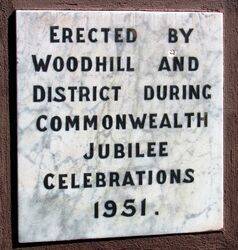 ERECTED BY
WOODHILL AND
DISTRICT DURING
COMMONWEALTH
JUBILEE
CELEBRATIONS
1951.